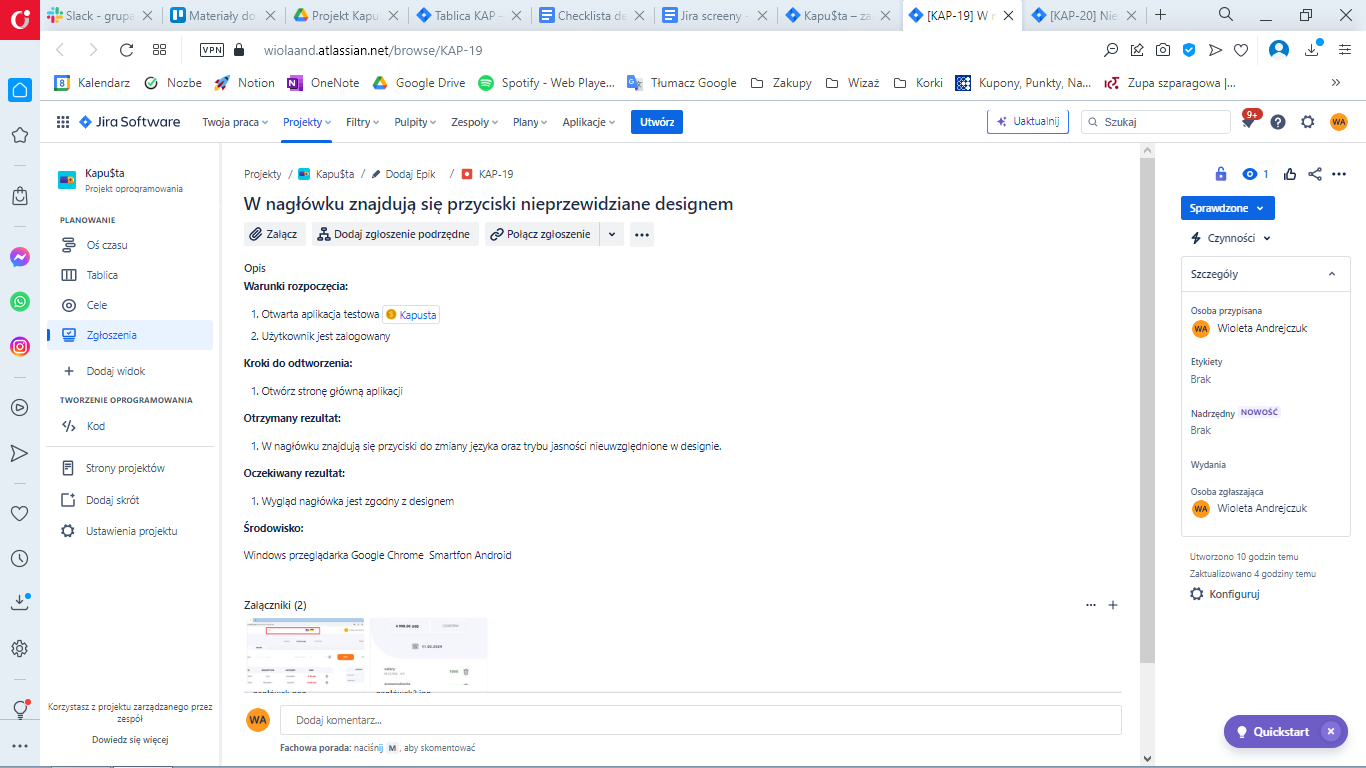 Slack - grupa
Materiały do
Projekt Kapu
Tablica KAP –
Checklista de
Jira screeny -
Kapu$ta – za
[KAP-19] W n
[KAP-20] Nie
VPN wiolaand.atlassian.net/browse/KAP-19
8 Kalendarz Nozbe Notion OneNote Google Drive Spotify - Web Playe... Tłumacz Google Zakupy Wizaż Korki Kupony, Punkty, Na... Zupa szparagowa |... »
Jira Software Twoja praca Projekty Filtry Pulpity Zespoły Plany Aplikacje Utwórz Uaktualnij Szukaj 9+ WA
Kapu$ta
Projekt oprogramowania
PLANOWANIE
Oś czasu
Tablica
Cele
Zgłoszenia
Dodaj widok
TWORZENIE OPROGRAMOWANIA
Kod
Strony projektów
Dodaj skrót
Ustawienia projektu
Korzystasz z projektu zarządzanego przez
zespół
Dowiedz się więcej
Projekty / Kapu$ta / Dodaj Epik / KAP-19
W nagłówku znajdują się przyciski nieprzewidziane designem
Załącz Dodaj zgłoszenie podrzędne Połącz zgłoszenie
Opis
Warunki rozpoczęcia:
1. Otwarta aplikacja testowa Kapusta
2. Użytkownik jest zalogowany
Kroki do odtworzenia:
1. Otwórz stronę główną aplikacji
Otrzymany rezultat:
1. W nagłówku znajdują się przyciski do zmiany języka oraz trybu jasności nieuwzględnione w designie.
Oczekiwany rezultat:
1. Wygląd nagłówka jest zgodny z designem
Środowisko:
Windows przeglądarka Google Chrome Smartfon Android
Załączniki (2)
WA Dodaj komentarz...
Fachowa porada: naciśnij M , aby skomentować
1
Sprawdzone
Czynności
Szczegóły
Osoba przypisana
WA Wioleta Andrejczuk
Etykiety
Brak
Nadrzędny NOWOŚĆ
Brak
Wydania
Osoba zgłaszająca
WA Wioleta Andrejczuk
Utworzono 10 godzin temu
Zaktualizowano 4 godziny temu
Konfiguruj
Quickstart